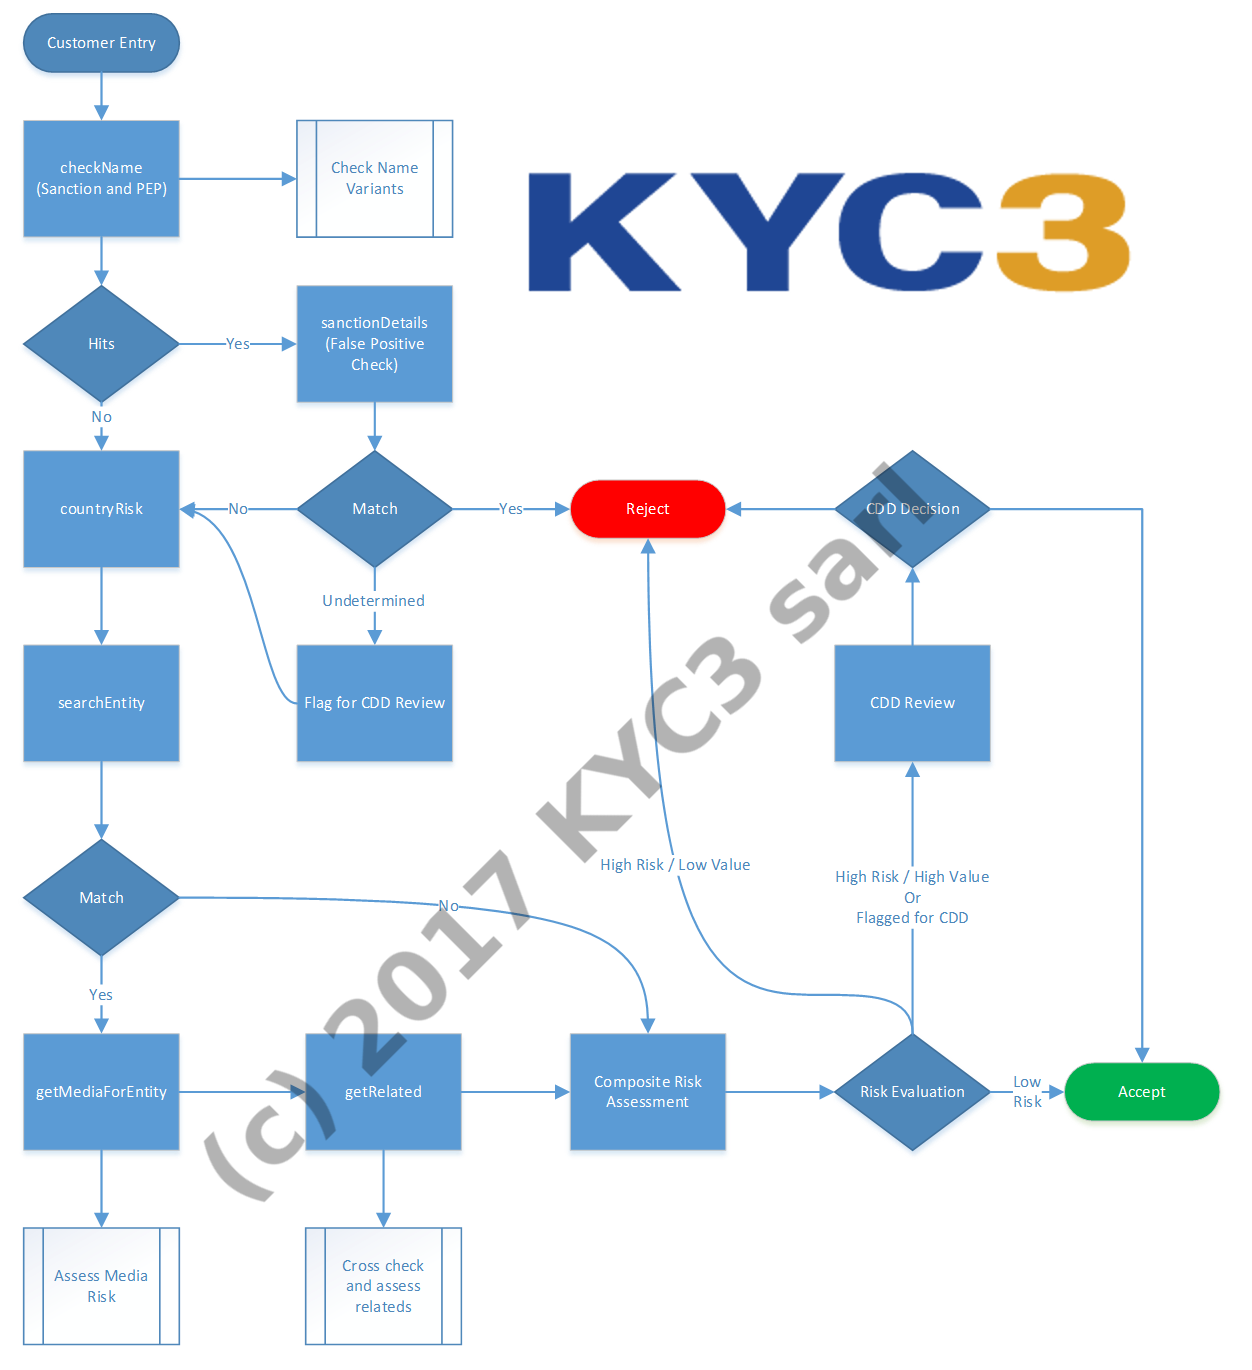 Customer Entry
checkName
(Sanction and PEP)
Check Name
Variants
KYC3
Hits
Yes
sanctionDetails
(False Positive
Check)
No
countryRisk
No
Match
Yes
Reject
CDD Decision
Undetermined
searchEntity
Flag for CDD Review
CDD Review
High Risk / Low Value
High Risk / High Value
Or
Flagged for CDD
Match
No
Yes
getMediaForEntity
getRelated
Composite Risk
Assessment
Risk Evaluation
Low
Risk
Accept
Assess Media
Risk
Cross check
and assess
relateds
(c) 2017 KYC3 sarl